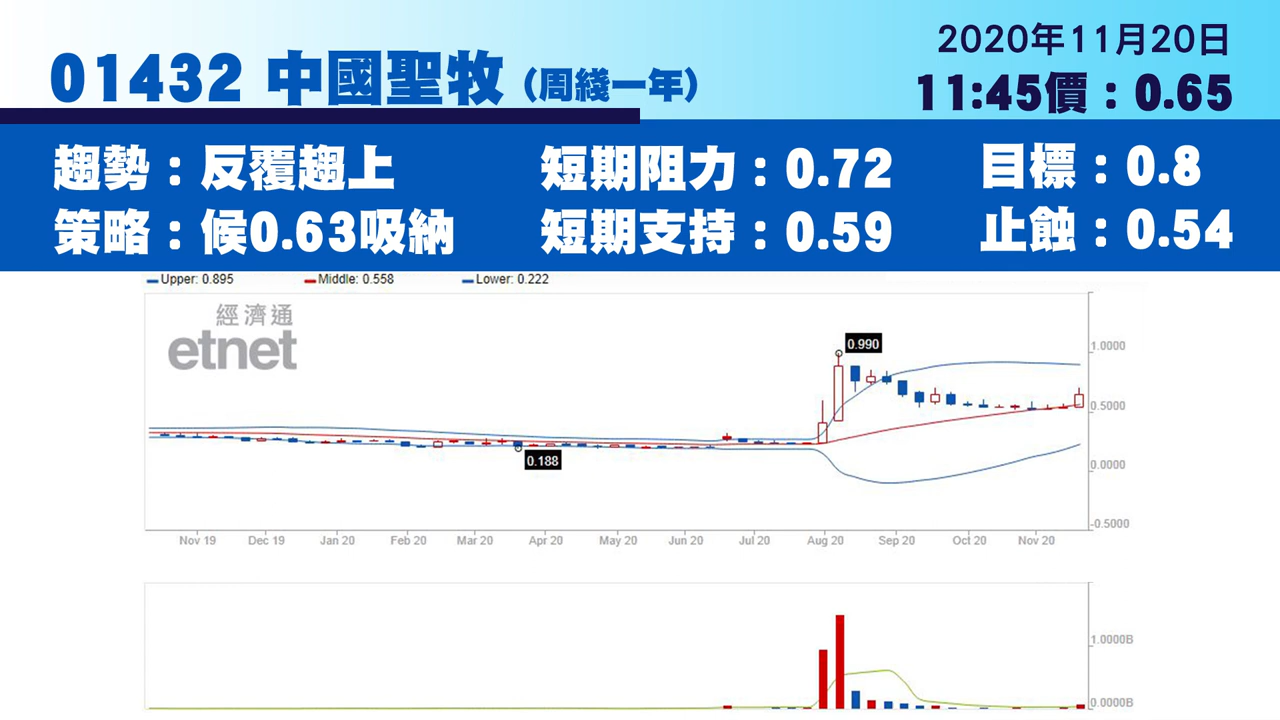 2020年11月20日
01432 中國聖牧 (周綫一年)
11:45價：0.65
趨勢：反覆趨上 短期阻力：0.72 目標：0.8
策略：候0.63吸納 短期支持：0.59 止蝕：0.54
Upper: 0.895 Middle: 0.558 Lower: 0.222
經濟通
etnet
0.990
1.0000
0.5000
0.188
0.0000
-0.5000
Nov 19 Dec 19 Jan 20 Feb 20 Mar 20 Apr 20 May 20 Jun 20 Jul 20 Aug 20 Sep 20 Oct 20 Nov 20
1.0000B
0.0000B